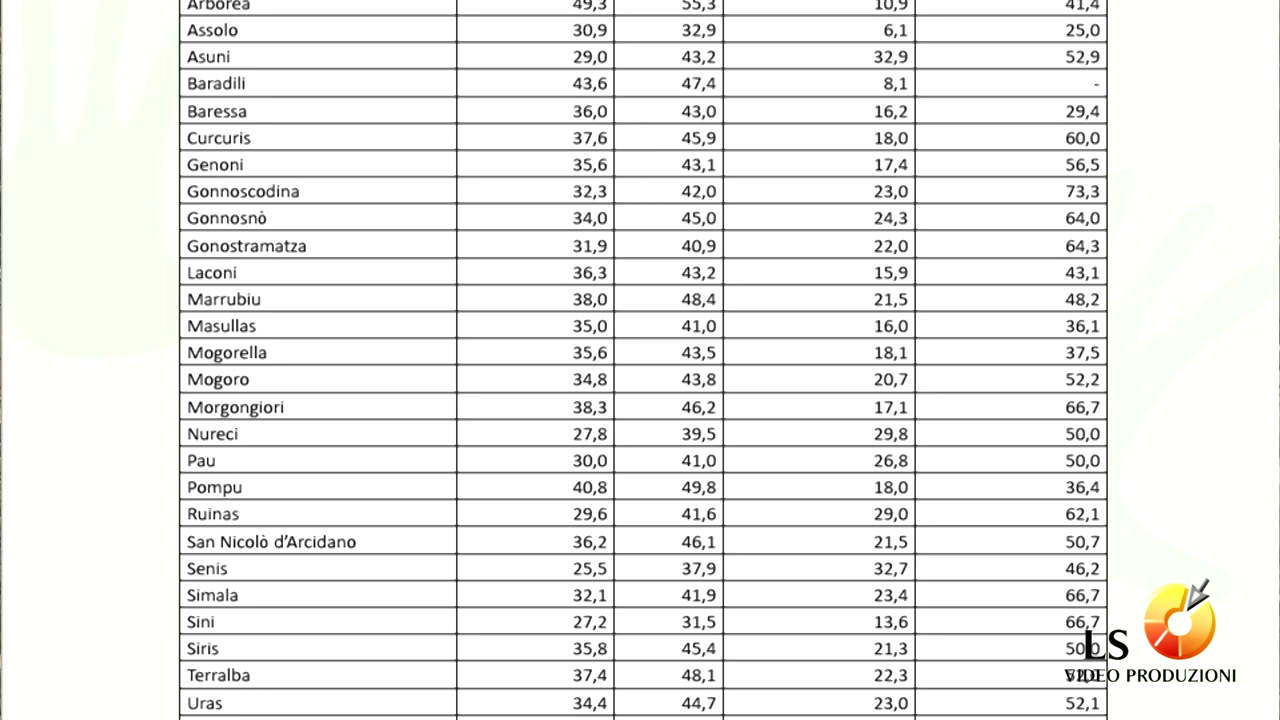 Arborea 49,3 55,3 10,9 41,4
Assolo 30,9 32,9 6,1 25,0
Asuni 29,0 43,2 32,9 52,9
Baradili 43,6 47,4 8,1 -
Baressa 36,0 43,0 16,2 29,4
Curcuris 37,6 45,9 18,0 60,0
Genoni 35,6 43,1 17,4 56,5
Gonnoscodina 32,3 42,0 23,0 73,3
Gonnosnò 34,0 45,0 24,3 64,0
Gonostramatza 31,9 40,9 22,0 64,3
Laconi 36,3 43,2 15,9 43,1
Marrubiu 38,0 48,4 21,5 48,2
Masullas 35,0 41,0 16,0 36,1
Mogorella 35,6 43,5 18,1 37,5
Mogoro 34,8 43,8 20,7 52,2
Morgongiori 38,3 46,2 17,1 66,7
Nureci 27,8 39,5 29,8 50,0
Pau 30,0 41,0 26,8 50,0
Pompu 40,8 49,8 18,0 36,4
Ruinas 29,6 41,6 29,0 62,1
San Nicolò d’Arcidano 36,2 46,1 21,5 50,7
Senis 25,5 37,9 32,7 46,2
Simala 32,1 41,9 23,4 66,7
Sini 27,2 31,5 13,6 66,7
Siris 35,8 45,4 21,3 50,0
Terralba 37,4 48,1 22,3
Uras 34,4 44,7 23,0 52,1
LS
VIDEO PRODUZIONI